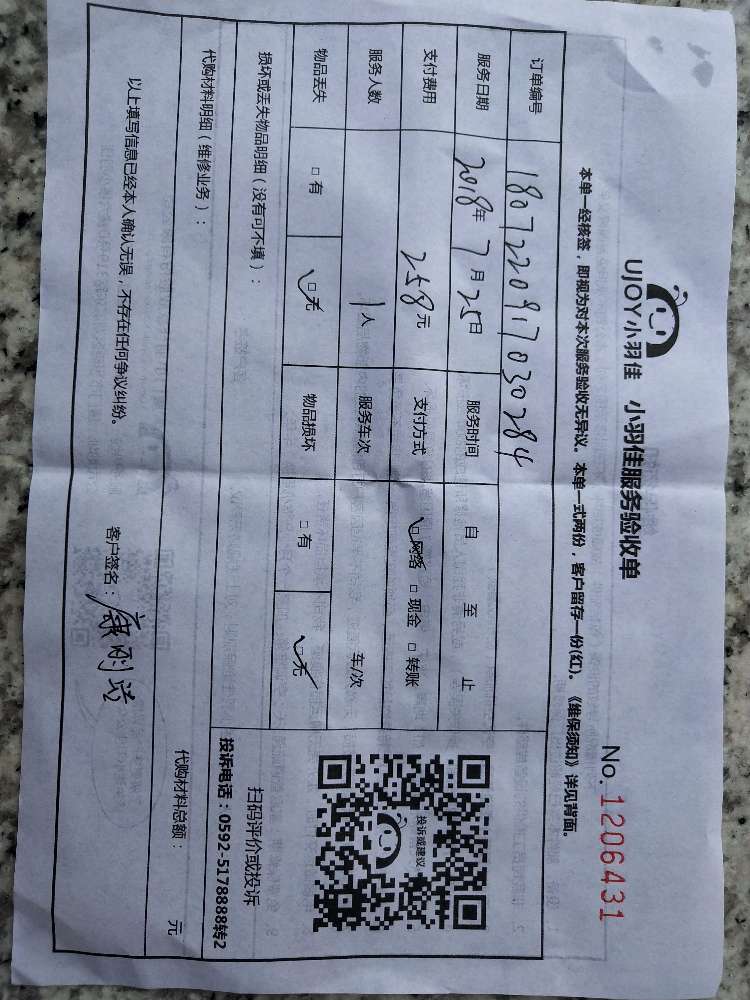 UJOY小羽佳 小羽佳服务验收单
No. 1206431
本单一经核签，即视为对本次服务验收无异议。本单一式两份，客户留存一份(红)。《维保须知》详见背面。
订单编号 180722091703284
服务日期 2018年7月25日 服务时间 自 至 止
支付费用 258元 支付方式 □网络 □现金 □转账
服务人数 1人 服务车次 车/次
物品丢失 □有 □无 物品损坏 □有 □无
损坏或丢失物品明细（没有可不填）：
投诉或建议
扫码评价或投诉
投诉电话：0592-5178888转2
代购材料明细（维修业务）：
代购材料总额： 元
以上填写信息已经本人确认无误，不存在任何争议纠纷。
客户签名：康刚